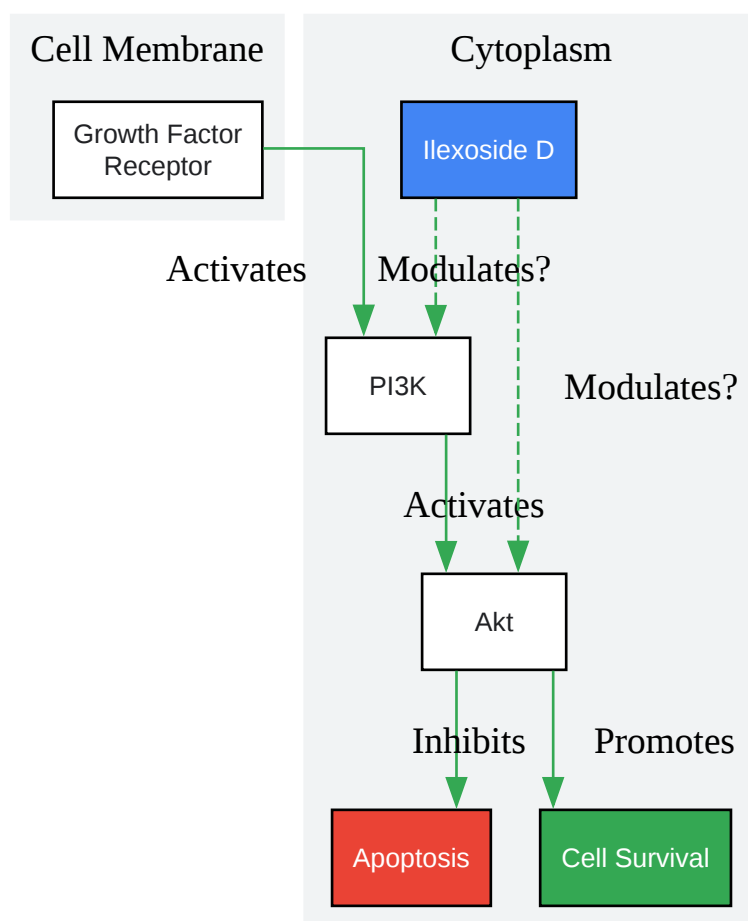 Cell Membrane
Cytoplasm
Growth Factor
Receptor
Ilexoside D
Activates
Modulates?
PI3K
Modulates?
Activates
Akt
Inhibits
Promotes
Apoptosis
Cell Survival